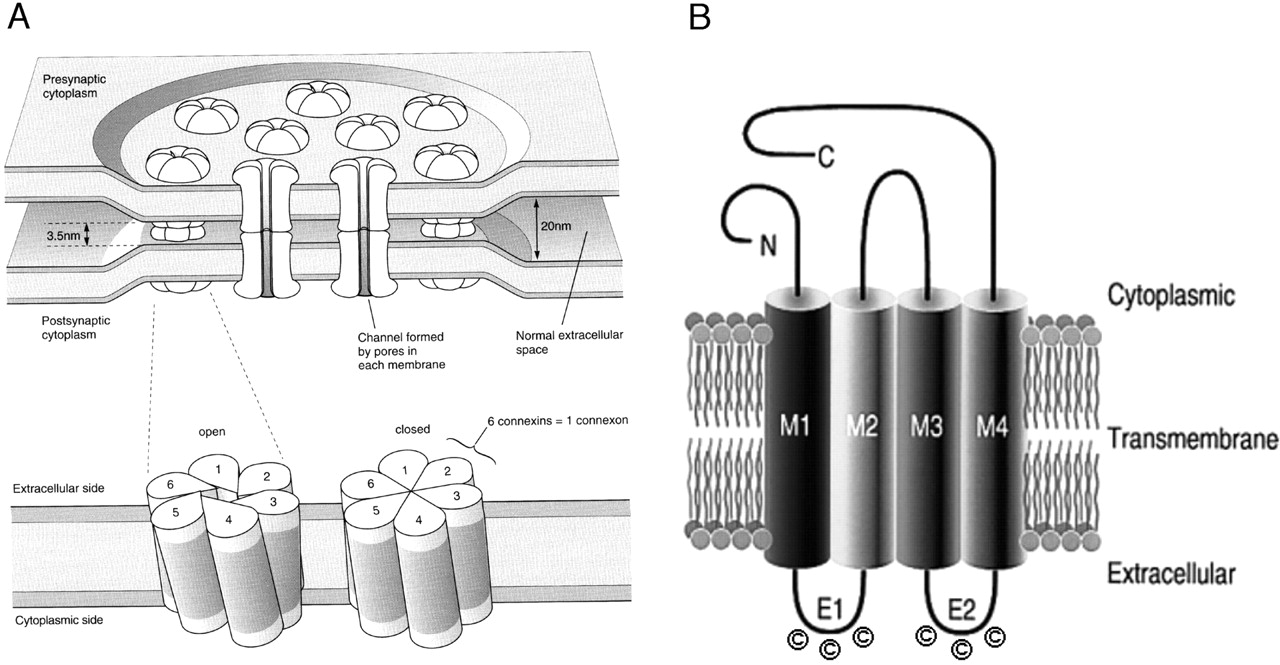 A
Presynaptic
cytoplasm
3.5nm
20nm
Postsynaptic
cytoplasm
Channel formed
by pores in
each membrane
Normal extracellular
space
open
closed
6 connexins = 1 connexon
1
2
3
4
5
6
1
2
3
4
5
6
Extracellular side
Cytoplasmic side
B
C
N
Cytoplasmic
M1
M2
M3
M4
Transmembrane
Extracellular
E1
E2
©
©
©
©
©
©